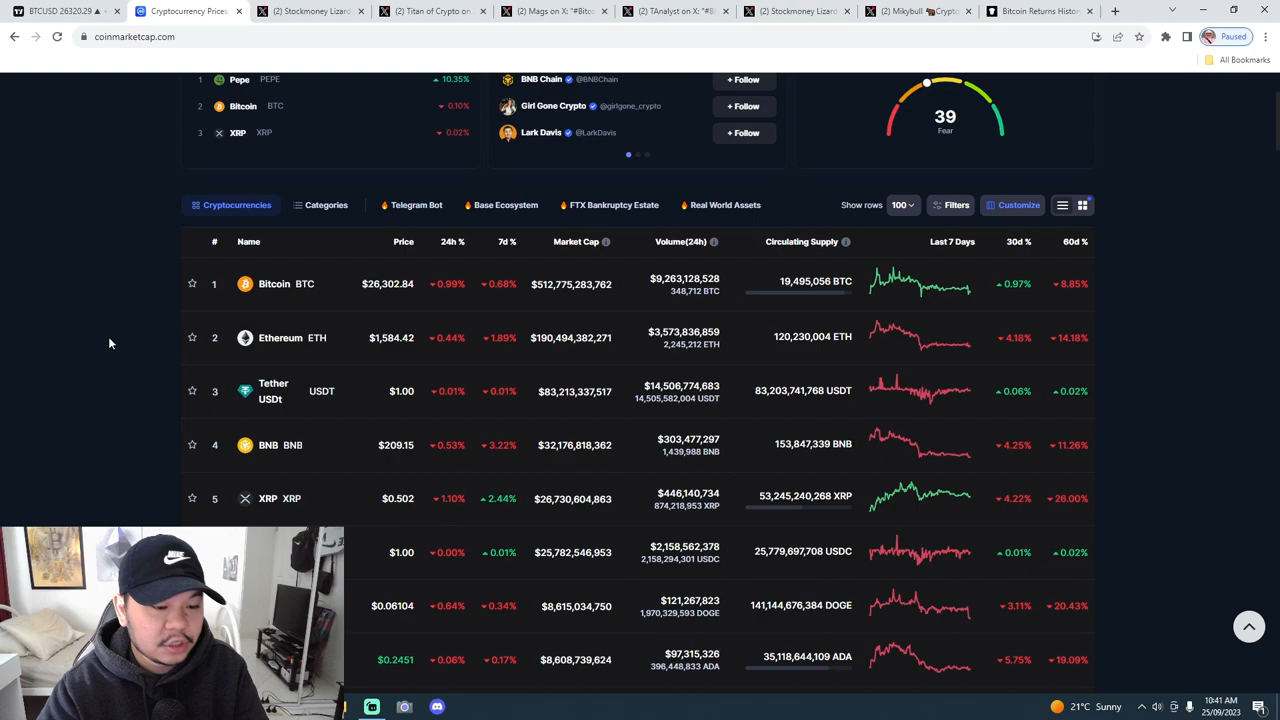 BTCUSD 26320.29 ▲
Cryptocurrency Prices
(2) Stockmoney Lizard
(2) Titan of Crypto on
(2) Mags on X: "#Bitco
(2) TAnalyst on X: "#B
(2) Stockmoney Lizard
(2) Mikybull 🐂Crypto
Bitcoin Returns Histor
coinmarketcap.com
Paused
All Bookmarks
1 Pepe PEPE 10.35%
BNB Chain @BNBChain + Follow
2 Bitcoin BTC 0.10%
Girl Gone Crypto @girlgone_crypto + Follow
39
Fear
3 XRP XRP 0.02%
Lark Davis @LarkDavis + Follow
Cryptocurrencies Categories Telegram Bot Base Ecosystem FTX Bankruptcy Estate Real World Assets Show rows 100 Filters Customize
# Name Price 24h % 7d % Market Cap Volume(24h) Circulating Supply Last 7 Days 30d % 60d %
1 Bitcoin BTC $26,302.84 0.99% 0.68% $512,775,283,762 $9,263,128,528 19,495,056 BTC 0.97% 8.85%
348,712 BTC
2 Ethereum ETH $1,584.42 0.44% 1.89% $190,494,382,271 $3,573,836,859 120,230,004 ETH 4.18% 14.18%
2,245,212 ETH
3 Tether USDt USDT $1.00 0.01% 0.01% $83,213,337,517 $14,506,774,683 83,203,741,768 USDT 0.06% 0.02%
14,505,582,004 USDT
4 BNB BNB $209.15 0.53% 3.22% $32,176,818,362 $303,477,297 153,847,339 BNB 4.25% 11.26%
1,439,988 BNB
5 XRP XRP $0.502 1.10% 2.44% $26,730,604,863 $446,140,734 53,245,240,268 XRP 4.22% 26.00%
874,218,953 XRP
$1.00 0.00% 0.01% $25,782,546,953 $2,158,562,378 25,779,697,708 USDC 0.01% 0.02%
2,158,294,301 USDC
$0.06104 0.64% 0.34% $8,615,034,750 $121,267,823 141,144,676,384 DOGE 3.11% 20.43%
1,970,329,593 DOGE
$0.2451 0.06% 0.17% $8,608,739,624 $97,315,326 35,118,644,109 ADA 5.75% 19.09%
396,448,833 ADA
NIKE
10:41 AM
21°C Sunny
25/09/2023